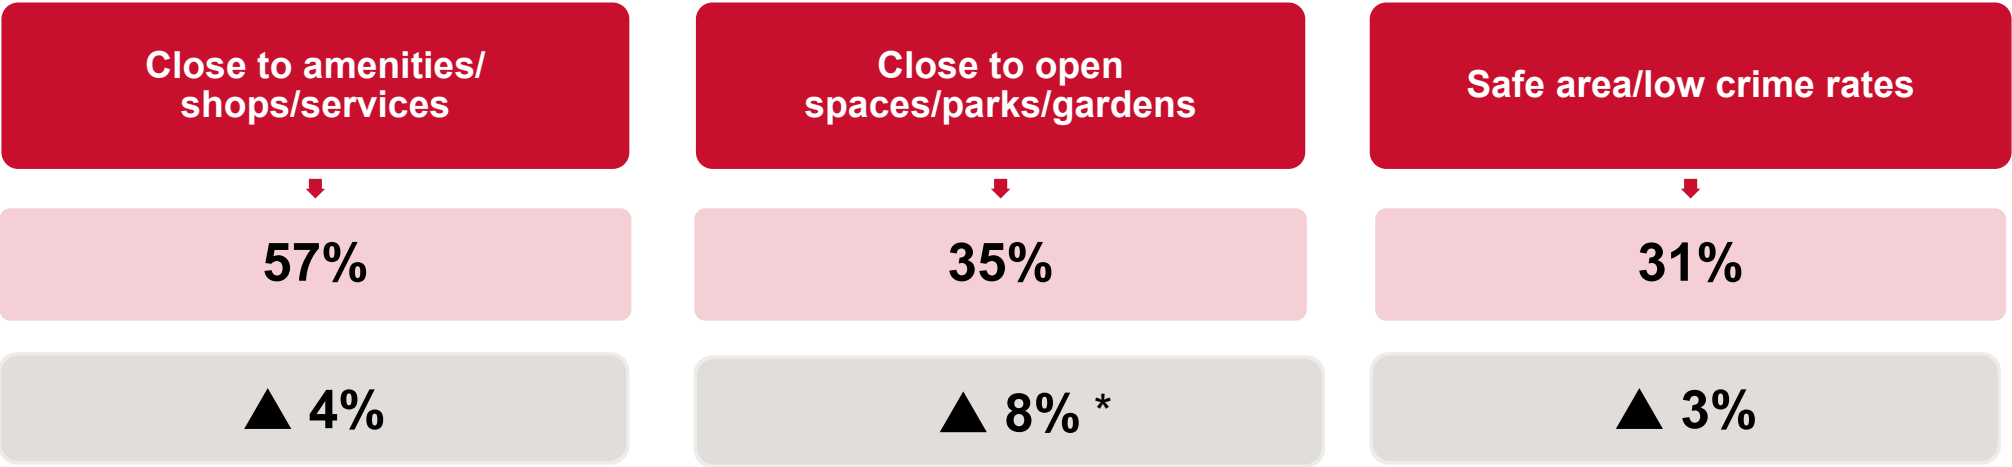 Close to amenities/
shops/services
Close to open
spaces/parks/gardens
Safe area/low crime rates
57%
35%
31%
▲ 4%
▲ 8% *
▲ 3%